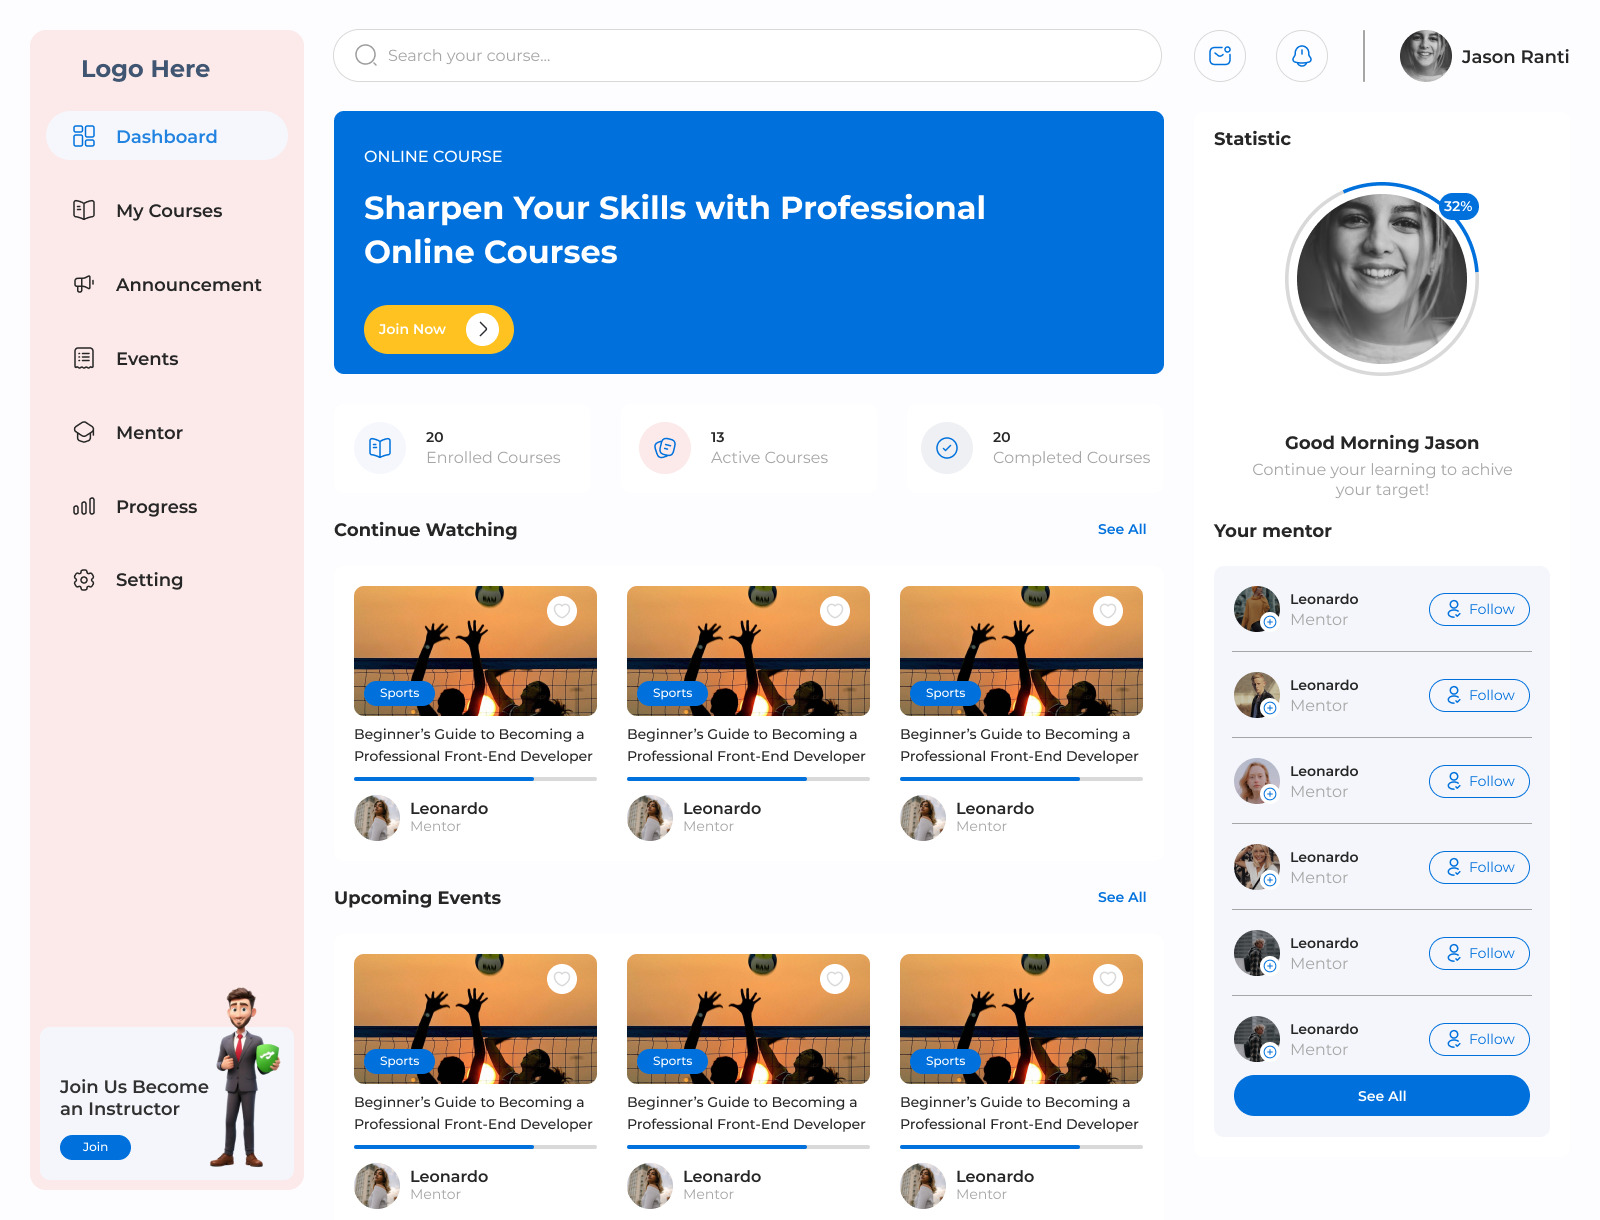 Logo Here
Dashboard
My Courses
Announcement
Events
Mentor
Progress
Setting
Join Us Become
an Instructor
Join
Search your course...
Jason Ranti
ONLINE COURSE
Sharpen Your Skills with Professional
Online Courses
Join Now
20
Enrolled Courses
13
Active Courses
20
Completed Courses
Continue Watching
See All
Sports
Beginner’s Guide to Becoming a
Professional Front-End Developer
Leonardo
Mentor
Sports
Beginner’s Guide to Becoming a
Professional Front-End Developer
Leonardo
Mentor
Sports
Beginner’s Guide to Becoming a
Professional Front-End Developer
Leonardo
Mentor
Upcoming Events
See All
Sports
Beginner’s Guide to Becoming a
Professional Front-End Developer
Leonardo
Mentor
Sports
Beginner’s Guide to Becoming a
Professional Front-End Developer
Leonardo
Mentor
Sports
Beginner’s Guide to Becoming a
Professional Front-End Developer
Leonardo
Mentor
Statistic
32%
Good Morning Jason
Continue your learning to achive
your target!
Your mentor
Leonardo
Mentor
Follow
Leonardo
Mentor
Follow
Leonardo
Mentor
Follow
Leonardo
Mentor
Follow
Leonardo
Mentor
Follow
Leonardo
Mentor
Follow
See All